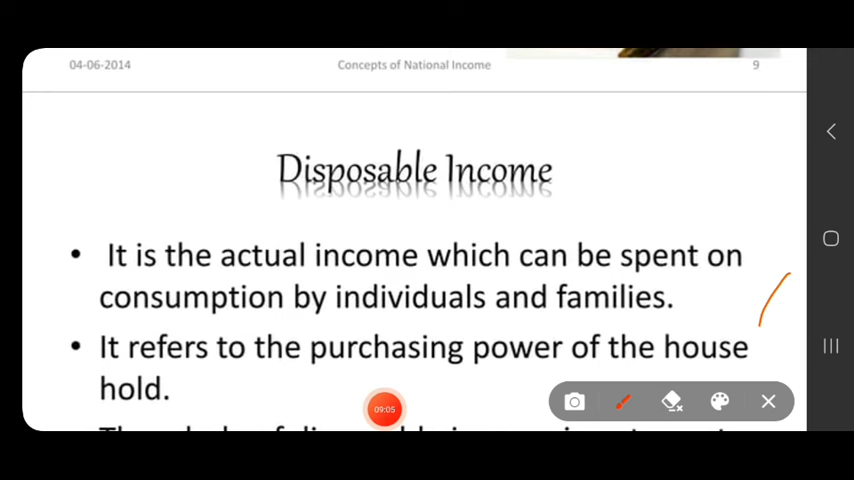 04-06-2014 Concepts of National Income 9
Disposable Income
• It is the actual income which can be spent on
consumption by individuals and families.
• It refers to the purchasing power of the house
hold.
09:05